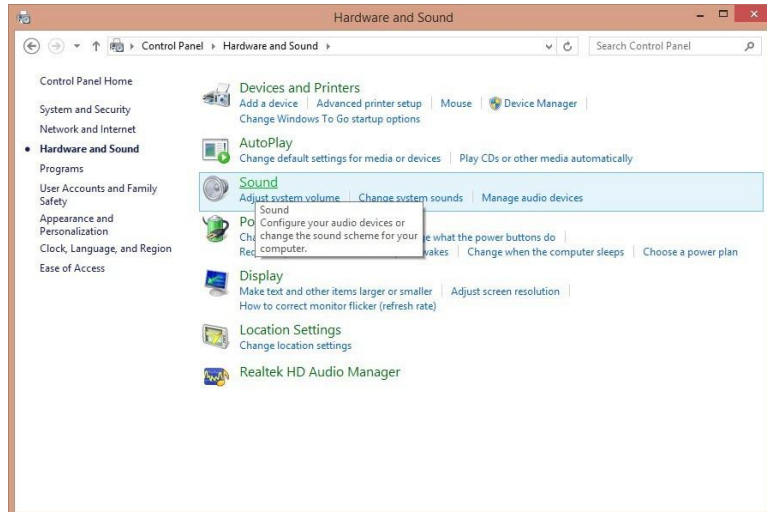 Hardware and Sound
Control Panel Hardware and Sound
Search Control Panel
Control Panel Home
System and Security
Network and Internet
Hardware and Sound
Programs
User Accounts and Family
Safety
Appearance and
Personalization
Clock, Language, and Region
Ease of Access
Devices and Printers
Add a device Advanced printer setup Mouse Device Manager
Change Windows To Go startup options
AutoPlay
Change default settings for media or devices Play CDs or other media automatically
Sound
Adjust system volume Change system sounds Manage audio devices
Sound
Configure your audio devices or
change the sound scheme for your
computer.
what the power buttons do
wakes Change when the computer sleeps Choose a power plan
Display
Make text and other items larger or smaller Adjust screen resolution
How to correct monitor flicker (refresh rate)
Location Settings
Change location settings
Realtek HD Audio Manager